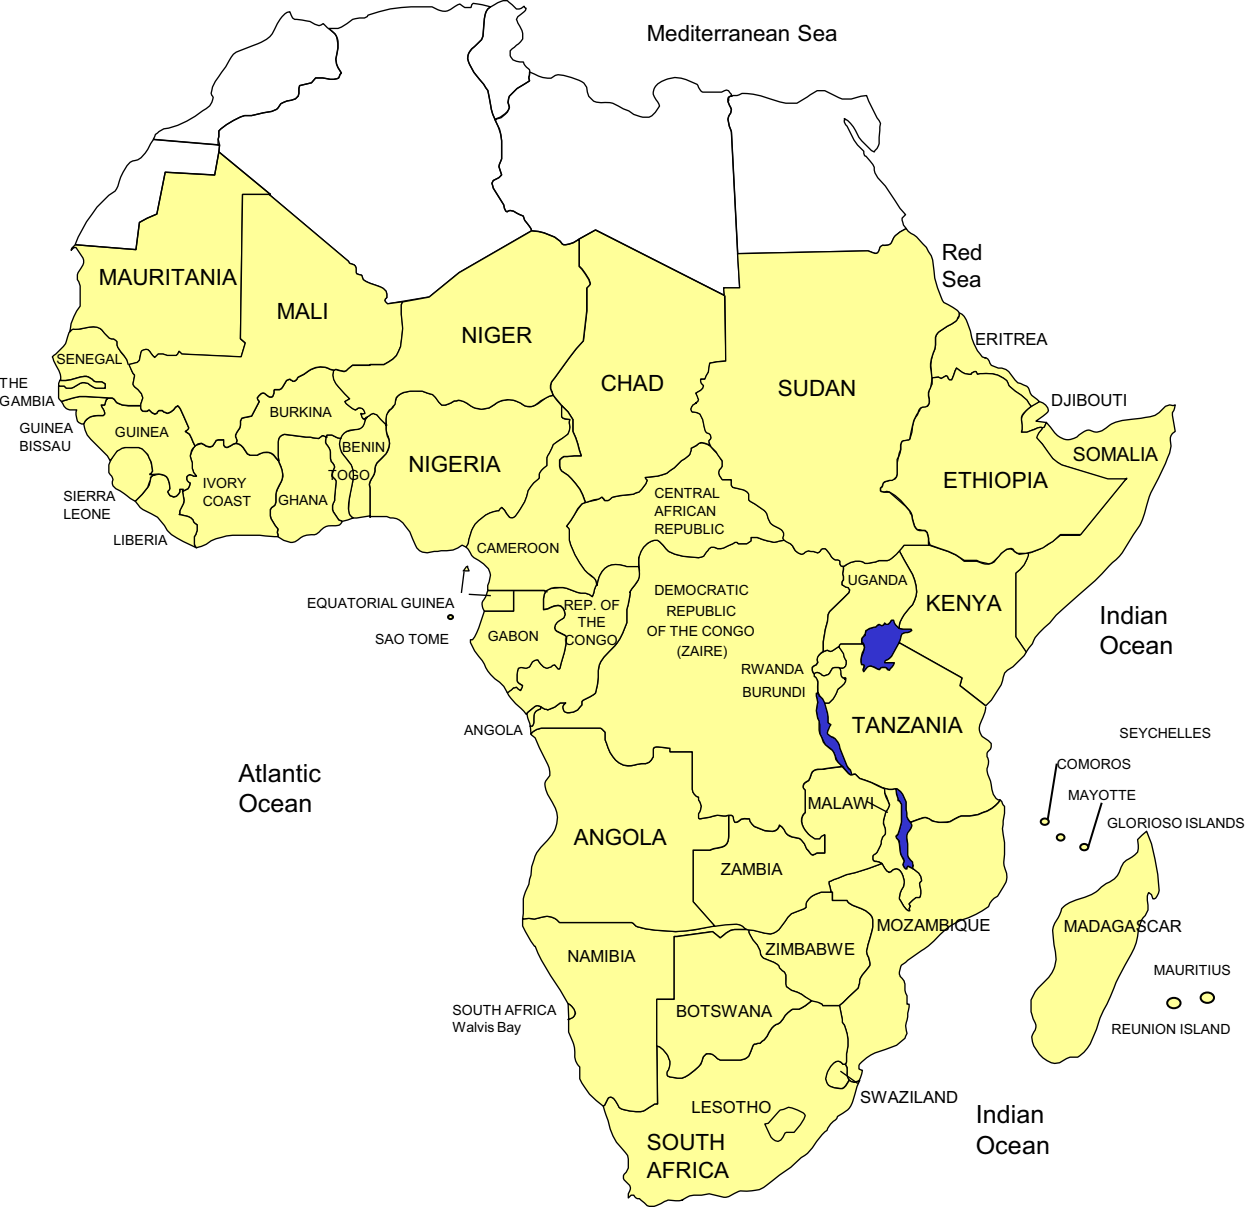 Mediterranean Sea
Red
Sea
MAURITANIA
MALI
NIGER
CHAD
SUDAN
ERITREA
SENEGAL
THE
GAMBIA
DJIBOUTI
BURKINA
GUINEA
BISSAU
GUINEA
BENIN
SOMALIA
NIGERIA
TOGO
ETHIOPIA
IVORY
COAST
GHANA
SIERRA
LEONE
CENTRAL
AFRICAN
REPUBLIC
LIBERIA
CAMEROON
UGANDA
DEMOCRATIC
REPUBLIC
OF THE CONGO
(ZAIRE)
KENYA
EQUATORIAL GUINEA
REP. OF
THE
CONGO
Indian
Ocean
SAO TOME
GABON
RWANDA
BURUNDI
ANGOLA
TANZANIA
SEYCHELLES
Atlantic
Ocean
COMOROS
MAYOTTE
MALAWI
GLORIOSO ISLANDS
ANGOLA
ZAMBIA
MOZAMBIQUE
MADAGASCAR
NAMIBIA
ZIMBABWE
MAURITIUS
SOUTH AFRICA
Walvis Bay
BOTSWANA
REUNION ISLAND
SWAZILAND
LESOTHO
Indian
Ocean
SOUTH
AFRICA